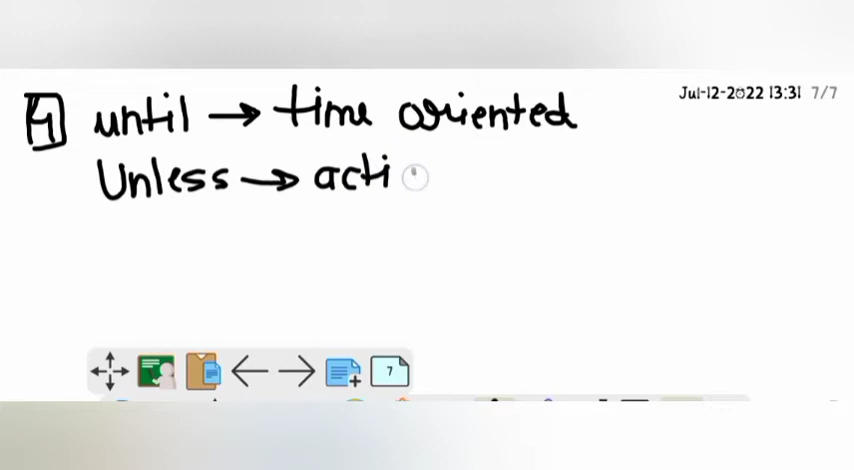 4 until → time oriented
Jul-12-2022 13:31 7/7
Unless → acti
7